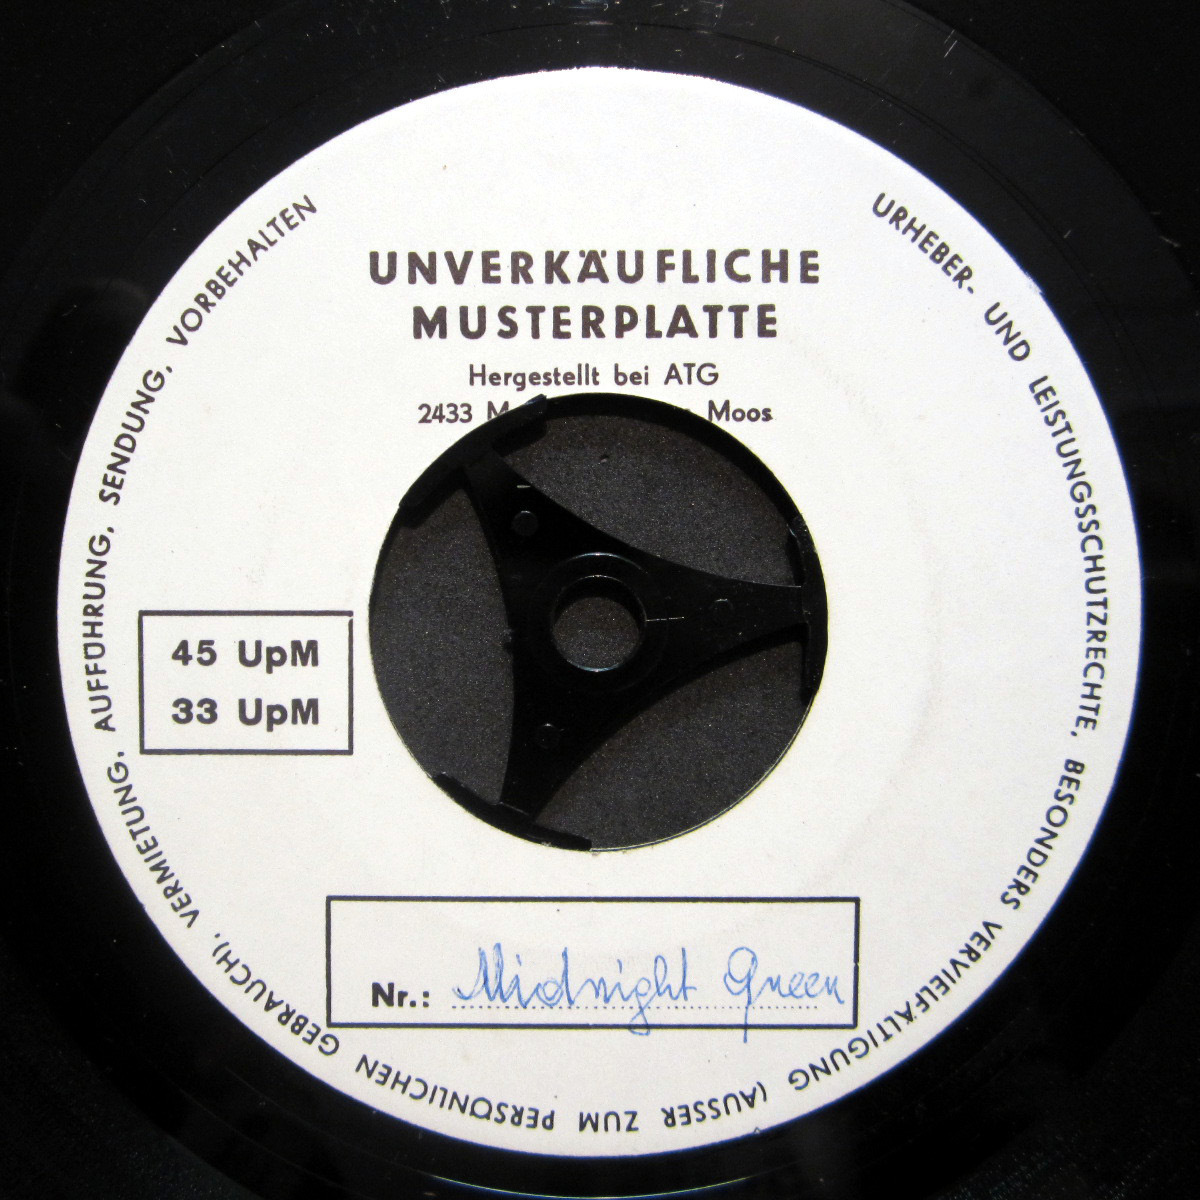 UNVERKÄUFLICHE
MUSTERPLATTE
Hergestellt bei ATG
2433 Moos
45 UpM
33 UpM
Nr.: Midnight Queen
URHEBER- UND LEISTUNGSSCHUTZRECHTE, BESONDERS VERVIELFÄLTIGUNG (AUSSER ZUM PERSÖNLICHEN GEBRAUCH), VERMIETUNG, AUFFÜHRUNG, SENDUNG, VORBEHALTEN